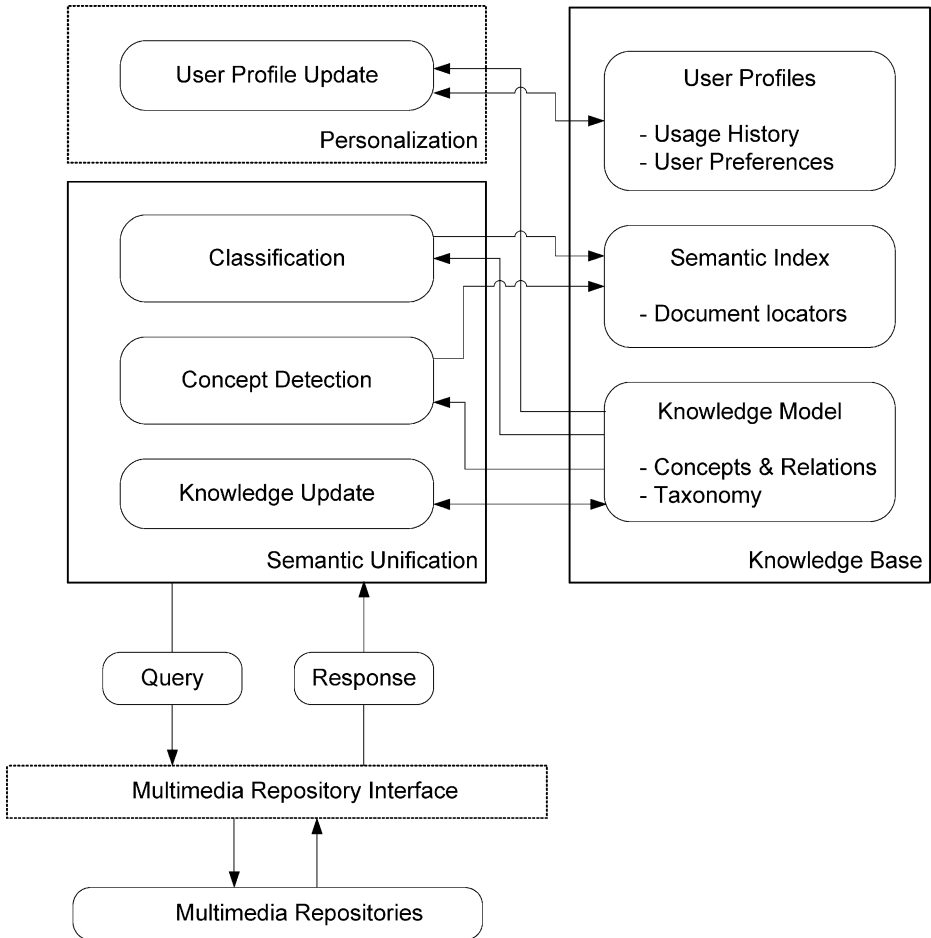 User Profile Update
Personalization
Classification
Concept Detection
Knowledge Update
Semantic Unification
User Profiles
- Usage History
- User Preferences
Semantic Index
- Document locators
Knowledge Model
- Concepts & Relations
- Taxonomy
Knowledge Base
Query
Response
Multimedia Repository Interface
Multimedia Repositories